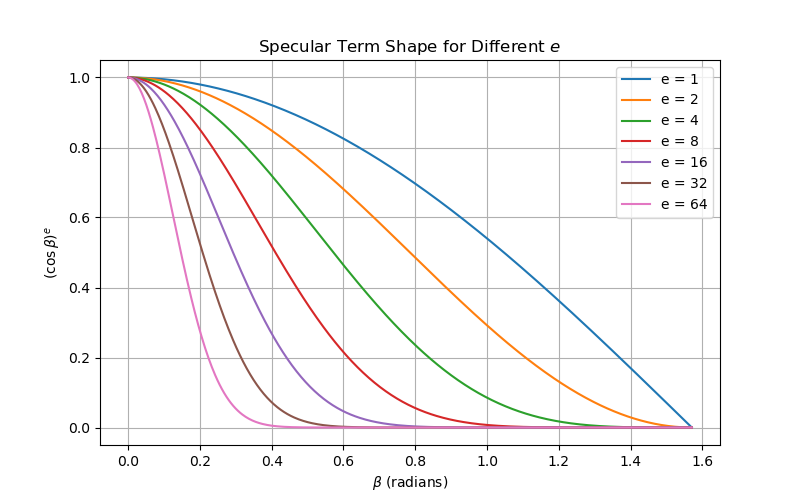 Specular Term Shape for Different e
(cos β)^e
1.0
0.8
0.6
0.4
0.2
0.0
e = 1
e = 2
e = 4
e = 8
e = 16
e = 32
e = 64
0.0 0.2 0.4 0.6 0.8 1.0 1.2 1.4 1.6
β (radians)